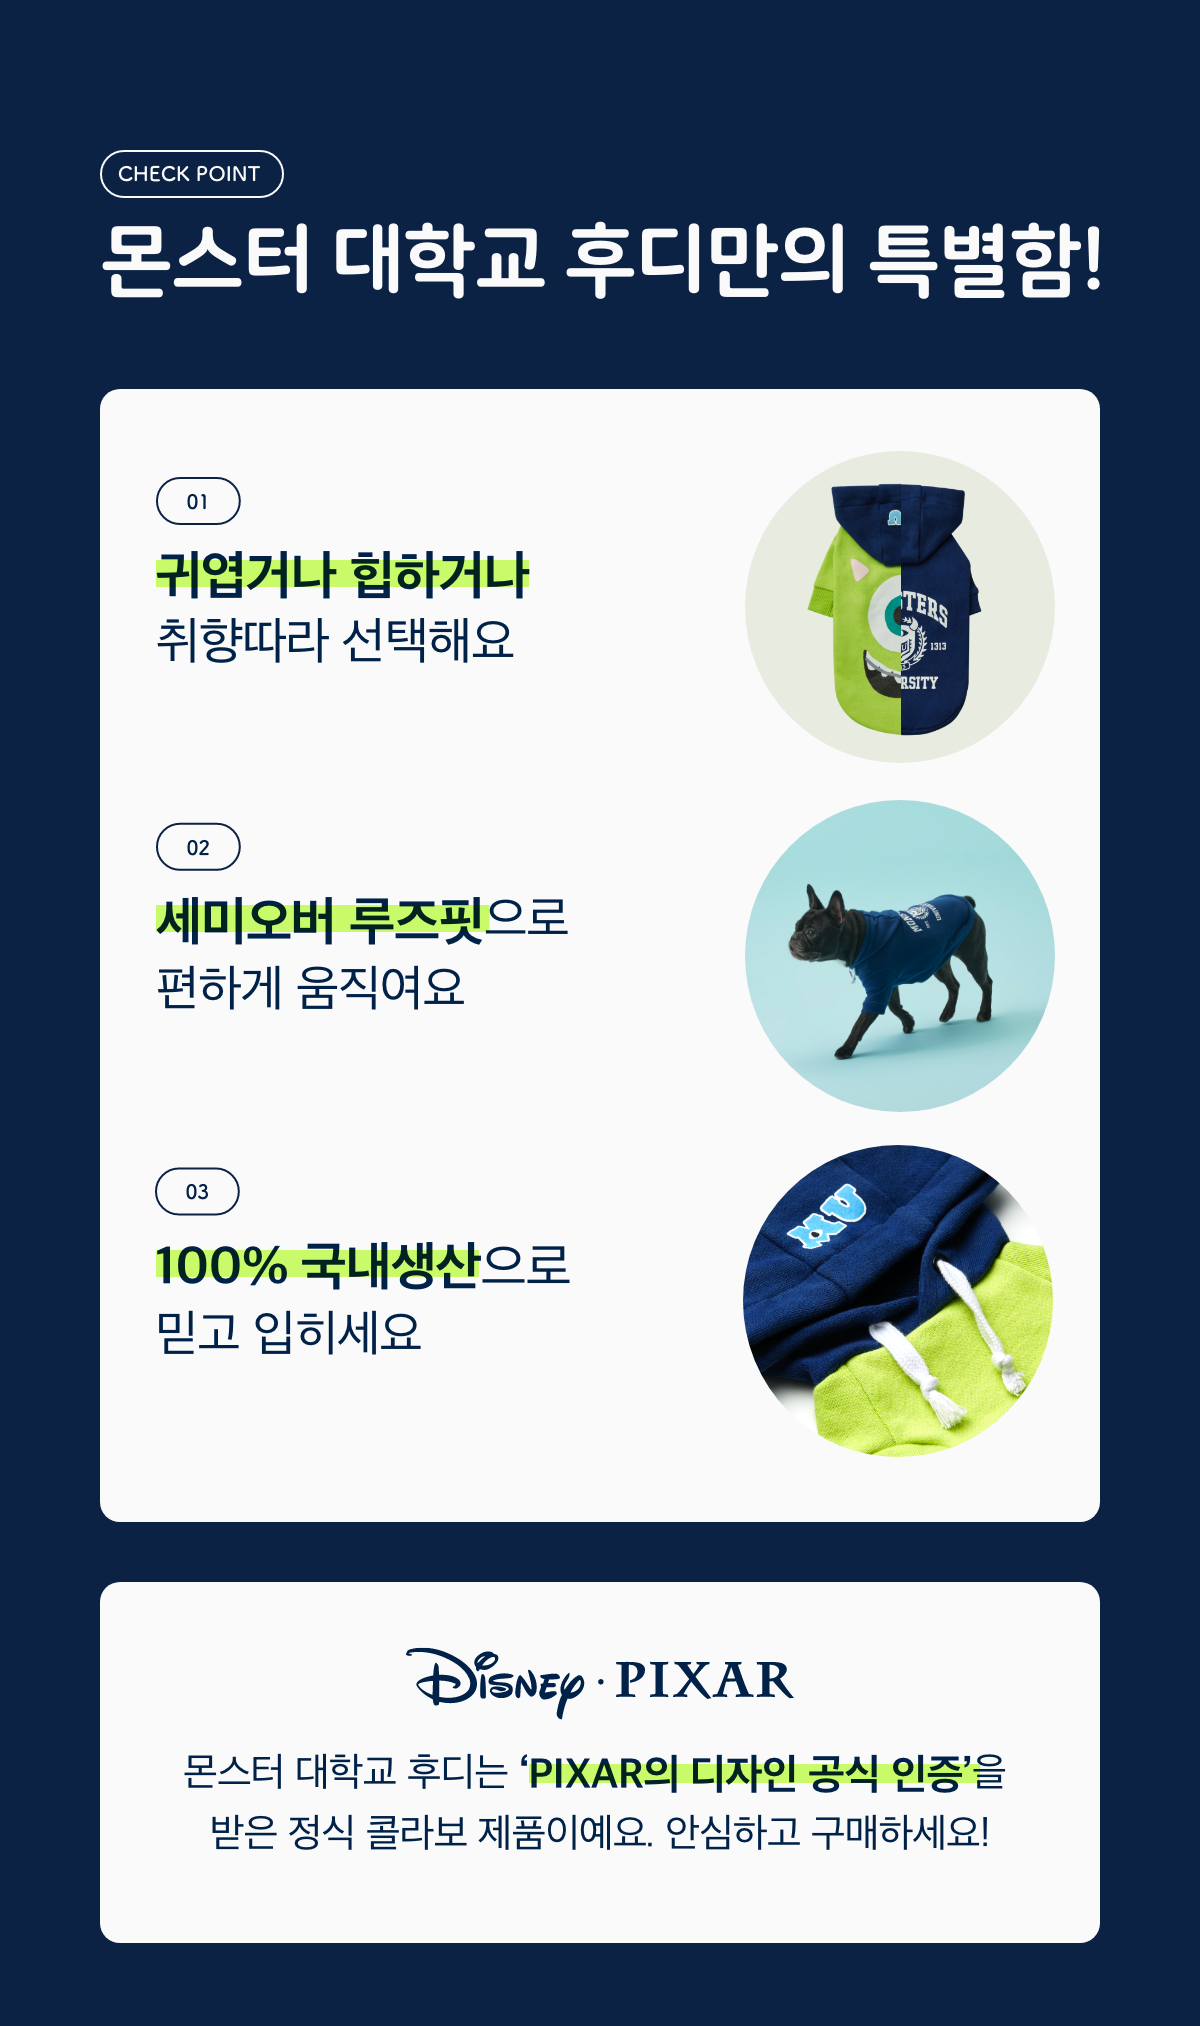 CHECK POINT
몬스터 대학교 후디만의 특별함!
01
귀엽거나 힙하거나
취향따라 선택해요
TERS
1313
RSITY
02
세미오버 루즈핏으로
편하게 움직여요
03
100% 국내생산으로
믿고 입히세요
MU
Disney · PIXAR
몬스터 대학교 후디는 ‘PIXAR의 디자인 공식 인증’을
받은 정식 콜라보 제품이예요. 안심하고 구매하세요!